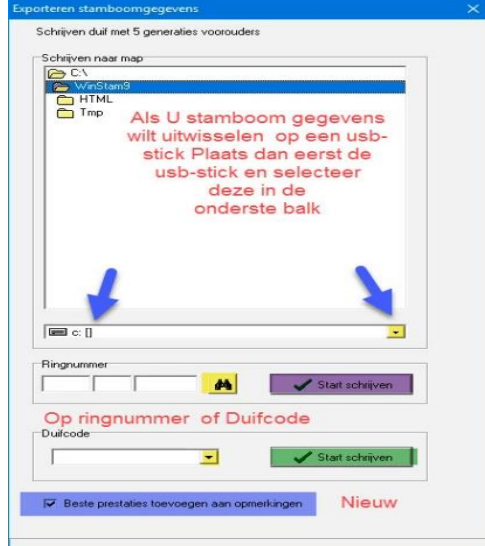 Exporteren stamboomgegevens
Schrijven duif met 5 generaties voorouders
Schrijven naar map
C:\
WinStam9
HTML
Tmp
Als U stamboom gegevens
wilt uitwisselen op een usb-
stick Plaats dan eerst de
usb-stick en selecteer
deze in de
onderste balk
c: []
Ringnummer
Start schrijven
Op ringnummer of Duifcode
Duifcode
Start schrijven
Beste prestaties toevoegen aan opmerkingen
Nieuw